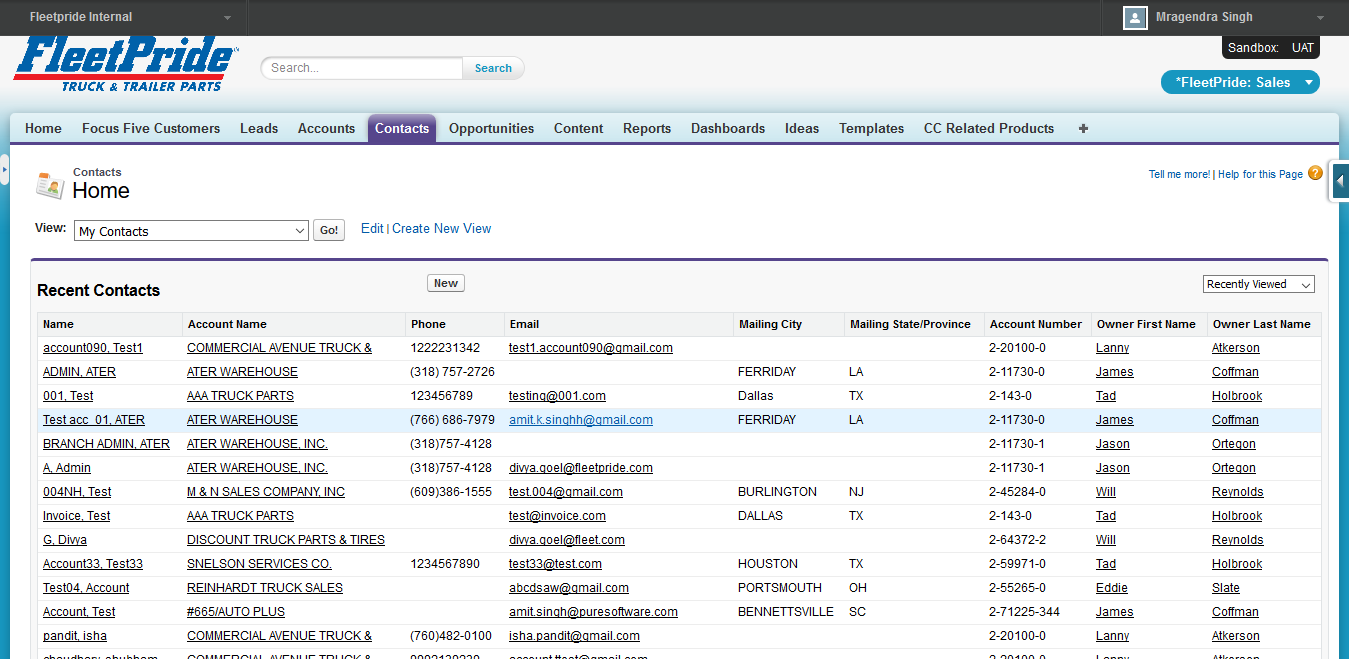 Fleetpride Internal
Mragendra Singh
FleetPride
TRUCK & TRAILER PARTS
Search...
Search
Sandbox: UAT
*FleetPride: Sales
Home Focus Five Customers Leads Accounts Contacts Opportunities Content Reports Dashboards Ideas Templates CC Related Products +
Contacts
Home
Tell me more! | Help for this Page ?
View: My Contacts Go! Edit | Create New View
Recent Contacts New Recently Viewed
Name Account Name Phone Email Mailing City Mailing State/Province Account Number Owner First Name Owner Last Name
account090, Test1 COMMERCIAL AVENUE TRUCK & 1222231342 test1.account090@gmail.com 2-20100-0 Lanny Atkerson
ADMIN, ATER ATER WAREHOUSE (318) 757-2726 FERRIDAY LA 2-11730-0 James Coffman
001, Test AAA TRUCK PARTS 123456789 testing@001.com Dallas TX 2-143-0 Tad Holbrook
Test acc_01, ATER ATER WAREHOUSE (766) 686-7979 amit.k.singhh@gmail.com FERRIDAY LA 2-11730-0 James Coffman
BRANCH ADMIN, ATER ATER WAREHOUSE, INC. (318)757-4128 2-11730-1 Jason Ortegon
A, Admin ATER WAREHOUSE, INC. (318)757-4128 divya.goel@fleetpride.com 2-11730-1 Jason Ortegon
004NH, Test M & N SALES COMPANY, INC (609)386-1555 test.004@gmail.com BURLINGTON NJ 2-45284-0 Will Reynolds
Invoice, Test AAA TRUCK PARTS test@invoice.com DALLAS TX 2-143-0 Tad Holbrook
G, Divya DISCOUNT TRUCK PARTS & TIRES divya.goel@fleet.com 2-64372-2 Will Reynolds
Account33, Test33 SNELSON SERVICES CO. 1234567890 test33@test.com HOUSTON TX 2-59971-0 Tad Holbrook
Test04, Account REINHARDT TRUCK SALES abcdsaw@gmail.com PORTSMOUTH OH 2-55265-0 Eddie Slate
Account, Test #665/AUTO PLUS amit.singh@puresoftware.com BENNETTSVILLE SC 2-71225-344 James Coffman
pandit, isha COMMERCIAL AVENUE TRUCK & (760)482-0100 isha.pandit@gmail.com 2-20100-0 Lanny Atkerson
COMMERCIAL AVENUE TRUCK & 2-20100-0 Lanny Atkerson